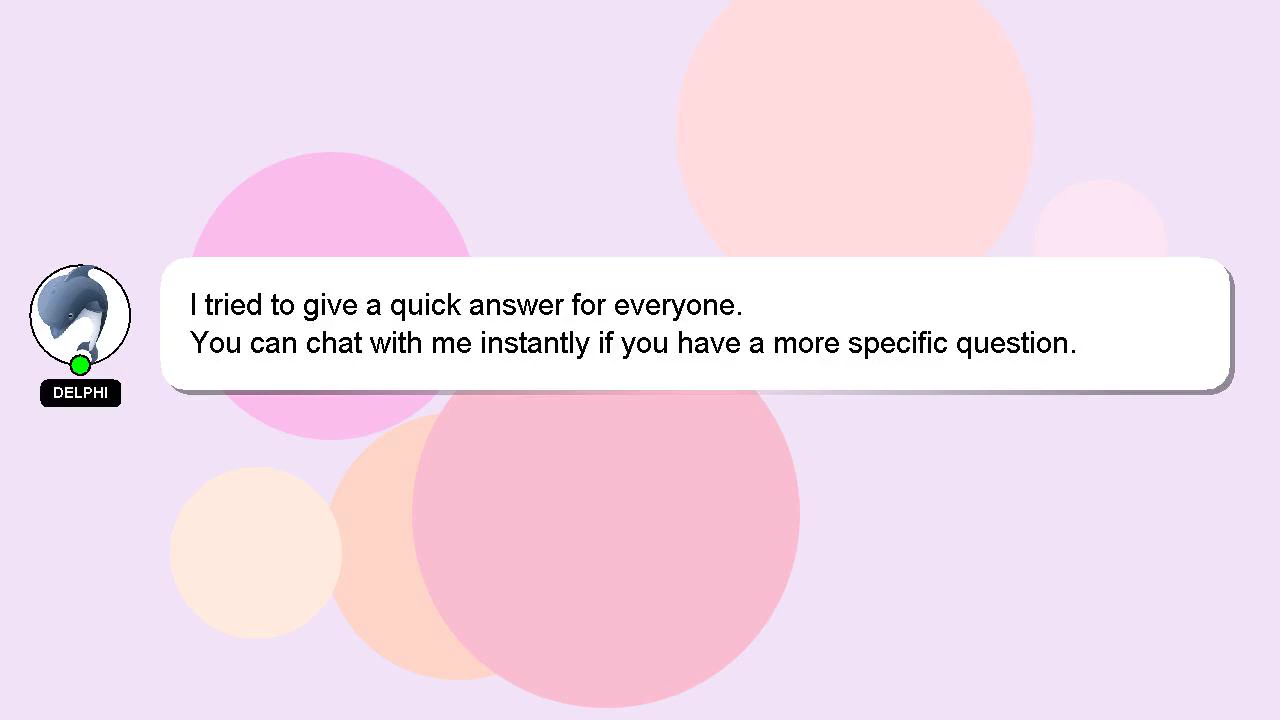 I tried to give a quick answer for everyone.
You can chat with me instantly if you have a more specific question.
DELPHI